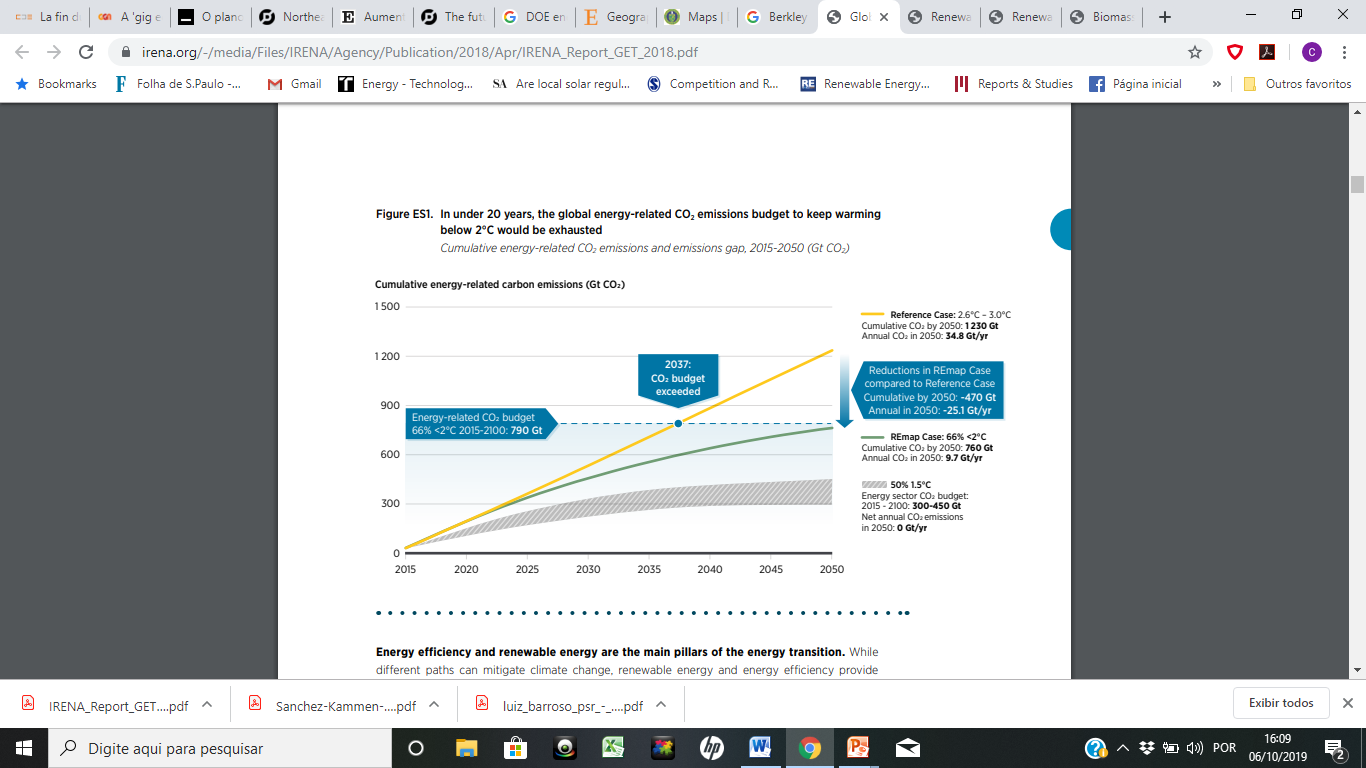 La fin d
A 'gig e
O plano
Northea
Aument
The futu
DOE en
Geograp
Maps |
Berkley
Glo
Renewa
Renewa
Biomas
irena.org/-/media/Files/IRENA/Agency/Publication/2018/Apr/IRENA_Report_GET_2018.pdf
C
Bookmarks
Folha de S.Paulo -...
Gmail
Energy - Technolog...
SA Are local solar regul...
Competition and R...
RE Renewable Energy...
Reports & Studies
Página inicial
»
Outros favoritos
Figure ES1. In under 20 years, the global energy-related CO₂ emissions budget to keep warming
below 2°C would be exhausted
Cumulative energy-related CO₂ emissions and emissions gap, 2015-2050 (Gt CO₂)
Cumulative energy-related carbon emissions (Gt CO₂)
1 500
1 200
900
600
300
0
2015 2020 2025 2030 2035 2040 2045 2050
Energy-related CO₂ budget
66% <2°C 2015-2100: 790 Gt
2037:
CO₂ budget
exceeded
Reference Case: 2.6°C – 3.0°C
Cumulative CO₂ by 2050: 1 230 Gt
Annual CO₂ in 2050: 34.8 Gt/yr
Reductions in REmap Case
compared to Reference Case
Cumulative by 2050: -470 Gt
Annual in 2050: -25.1 Gt/yr
REmap Case: 66% <2°C
Cumulative CO₂ by 2050: 760 Gt
Annual CO₂ in 2050: 9.7 Gt/yr
50% 1.5°C
Energy sector CO₂ budget:
2015 - 2100: 300-450 Gt
Net annual CO₂ emissions
in 2050: 0 Gt/yr
Energy efficiency and renewable energy are the main pillars of the energy transition. While
different paths can mitigate climate change, renewable energy and energy efficiency provide
IRENA_Report_GET....pdf
Sanchez-Kammen-....pdf
luiz_barroso_psr_-_....pdf
Exibir todos
Digite aqui para pesquisar
hp
POR
16:09
06/10/2019
2